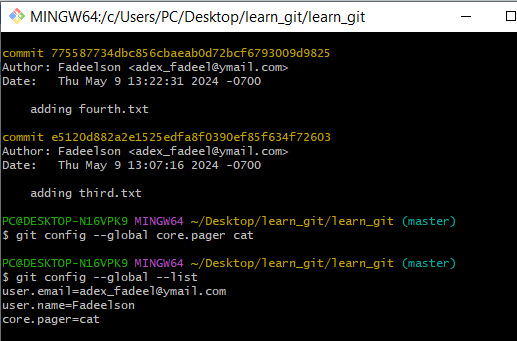 MINGW64:/c/Users/PC/Desktop/learn_git/learn_git
commit 775587734dbc856cbaeab0d72bcf6793009d9825
Author: Fadeelson <adex_fadeel@ymail.com>
Date:   Thu May 9 13:22:31 2024 -0700
    adding fourth.txt
commit e5120d882a2e1525edfa8f0390ef85f634f72603
Author: Fadeelson <adex_fadeel@ymail.com>
Date:   Thu May 9 13:07:16 2024 -0700
    adding third.txt
PC@DESKTOP-N16VPK9 MINGW64 ~/Desktop/learn_git/learn_git (master)
$ git config --global core.pager cat
PC@DESKTOP-N16VPK9 MINGW64 ~/Desktop/learn_git/learn_git (master)
$ git config --global --list
user.email=adex_fadeel@ymail.com
user.name=Fadeelson
core.pager=cat